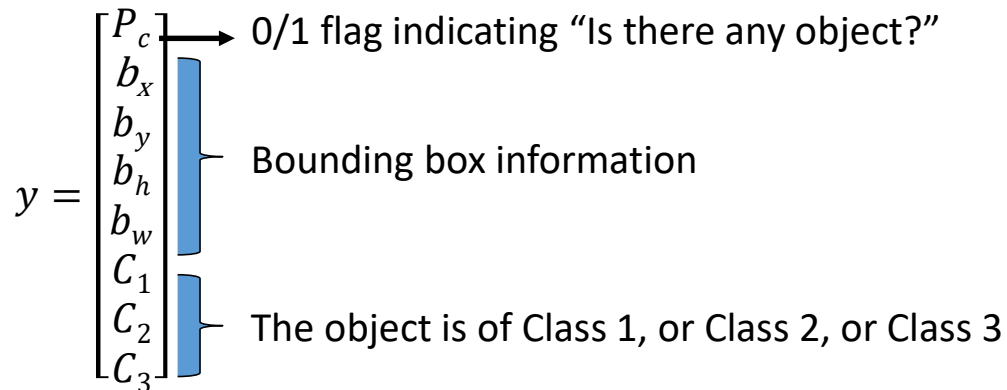 P_c → 0/1 flag indicating “Is there any object?”
b_x
b_y
Bounding box information
y =
b_h
b_w
C_1
C_2
The object is of Class 1, or Class 2, or Class 3
C_3